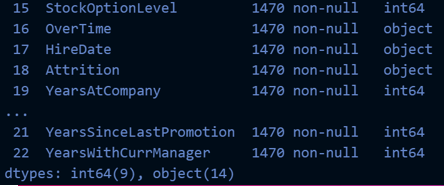 15 StockOptionLevel 1470 non-null int64
16 OverTime 1470 non-null object
17 HireDate 1470 non-null object
18 Attrition 1470 non-null object
19 YearsAtCompany 1470 non-null int64
...
21 YearsSinceLastPromotion 1470 non-null int64
22 YearsWithCurrManager 1470 non-null int64
dtypes: int64(9), object(14)